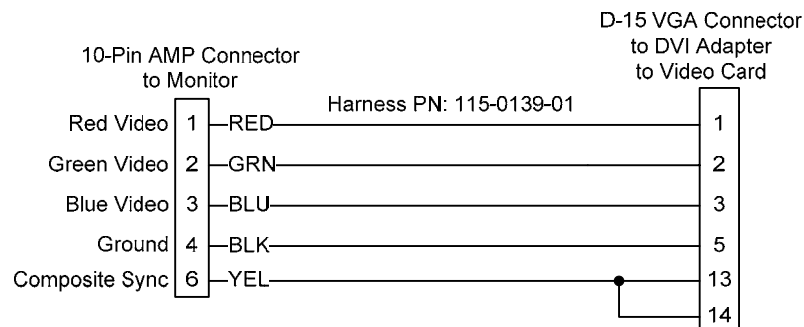 D-15 VGA Connector
to DVI Adapter
to Video Card
10-Pin AMP Connector
to Monitor
Harness PN: 115-0139-01
Red Video 1 RED 1
Green Video 2 GRN 2
Blue Video 3 BLU 3
Ground 4 BLK 5
Composite Sync 6 YEL 13
14